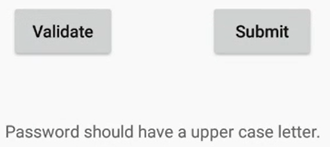 Validate Submit
Password should have a upper case letter.